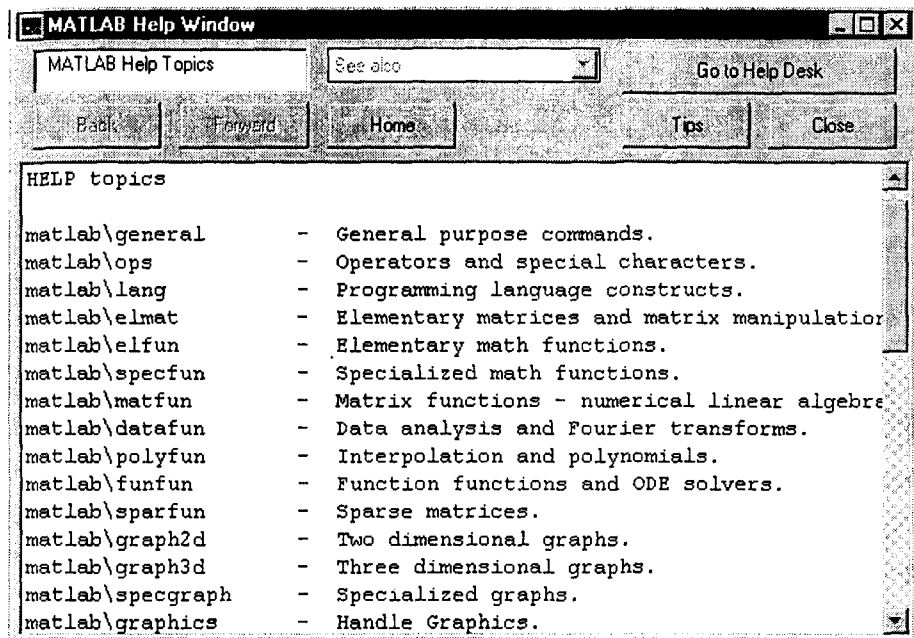 MATLAB Help Window
MATLAB Help Topics See also Go to Help Desk
Back Forward Home Tips Close
HELP topics
matlab\general - General purpose commands.
matlab\ops - Operators and special characters.
matlab\lang - Programming language constructs.
matlab\elmat - Elementary matrices and matrix manipulation
matlab\elfun - Elementary math functions.
matlab\specfun - Specialized math functions.
matlab\matfun - Matrix functions - numerical linear algebra
matlab\datafun - Data analysis and Fourier transforms.
matlab\polyfun - Interpolation and polynomials.
matlab\funfun - Function functions and ODE solvers.
matlab\sparfun - Sparse matrices.
matlab\graph2d - Two dimensional graphs.
matlab\graph3d - Three dimensional graphs.
matlab\specgraph - Specialized graphs.
matlab\graphics - Handle Graphics.